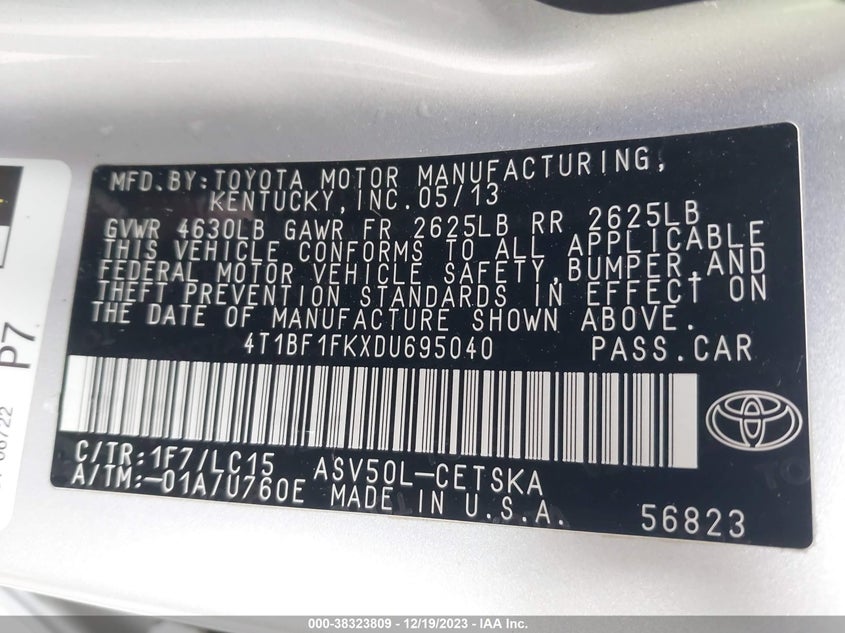 MFD.BY:TOYOTA MOTOR MANUFACTURING,
KENTUCKY, INC.05/13
GVWR 4630LB GAWR FR 2625LB RR 2625LB
THIS VEHICLE CONFORMS TO ALL APPLICABLE
FEDERAL MOTOR VEHICLE SAFETY,BUMPER,AND
THEFT PREVENTION STANDARDS IN EFFECT ON
THE DATE OF MANUFACTURE SHOWN ABOVE.
4T1BF1FKXDU695040 PASS.CAR
C/TR:1F7/LC15 ASV50L-CETSKA
A/TM:-01A/U760E MADE IN U.S.A. 56823
P7
000-38323809 - 12/19/2023 - IAA Inc.